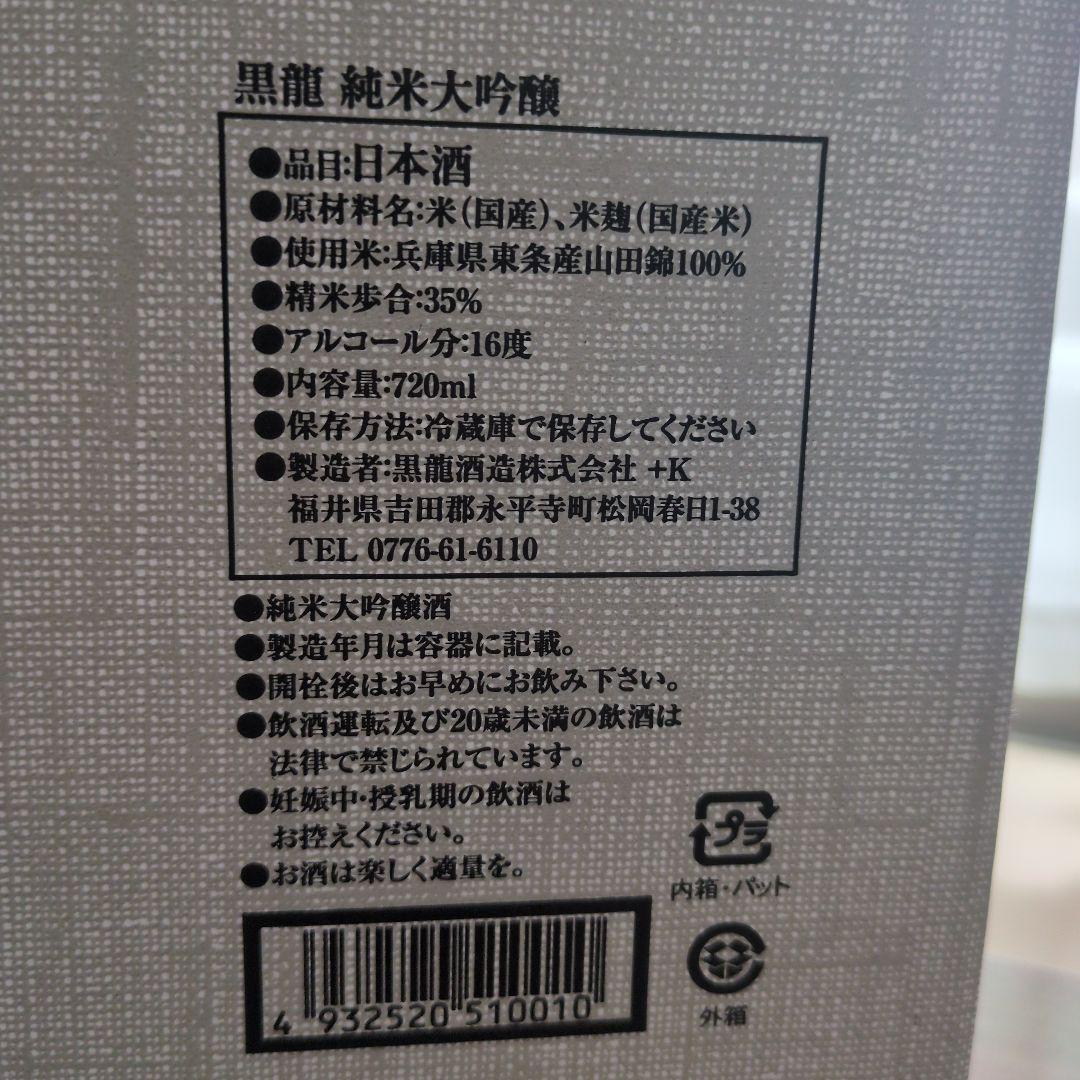 黒龍 純米大吟醸
●品目:日本酒
●原材料名:米(国産)、米麹(国産米)
●使用米:兵庫県東条産山田錦100%
●精米歩合:35%
●アルコール分:16度
●内容量:720ml
●保存方法:冷蔵庫で保存してください
●製造者:黒龍酒造株式会社 +K
福井県吉田郡永平寺町松岡春日1-38
TEL 0776-61-6110
●純米大吟醸酒
●製造年月は容器に記載。
●開栓後はお早めにお飲み下さい。
●飲酒運転及び20歳未満の飲酒は
法律で禁じられています。
●妊娠中・授乳期の飲酒は
お控えください。
●お酒は楽しく適量を。
プラ
内箱・パット
外箱
4 932520 510010